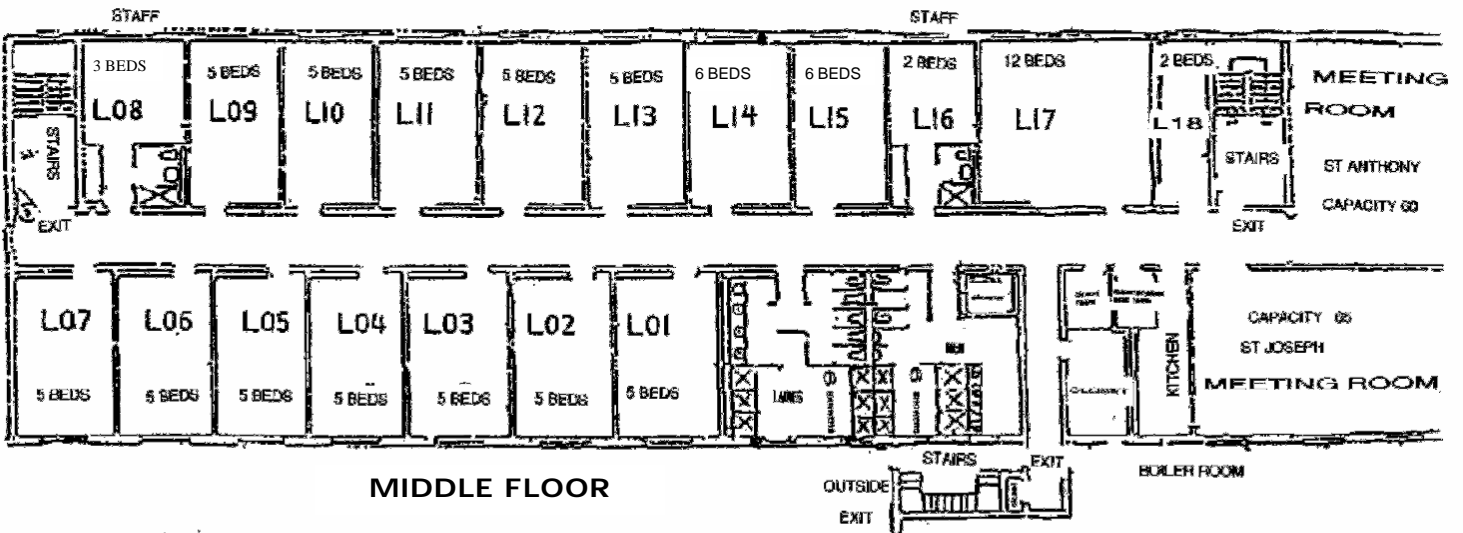 STAFF
STAFF
3 BEDS
5 BEDS
5 BEDS
5 BEDS
5 BEDS
5 BEDS
6 BEDS
6 BEDS
2 BEDS
12 BEDS
2 BEDS
MEETING
ROOM
L08
L09
L10
L11
L12
L13
L14
L15
L16
L17
L18
STAIRS
STAIRS
ST ANTHONY
CAPACITY 60
EXIT
EXIT
L07
L06
L05
L04
L03
L02
L01
5 BEDS
5 BEDS
5 BEDS
5 BEDS
5 BEDS
5 BEDS
5 BEDS
LADIES
MEN
KITCHEN
CAPACITY 65
ST JOSEPH
MEETING ROOM
MIDDLE FLOOR
STAIRS
EXIT
BOILER ROOM
OUTSIDE
EXIT